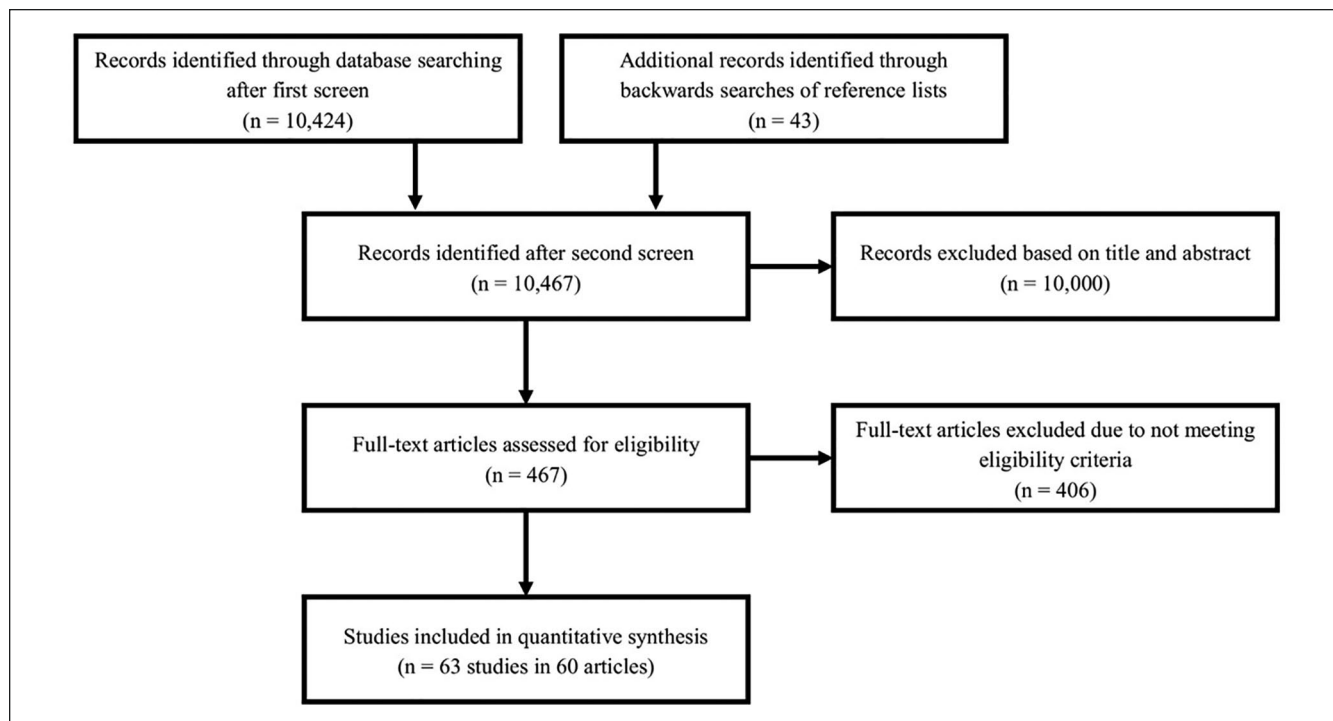 Records identified through database searching
after first screen
(n = 10,424)
Additional records identified through
backwards searches of reference lists
(n = 43)
Records identified after second screen
(n = 10,467)
Records excluded based on title and abstract
(n = 10,000)
Full-text articles assessed for eligibility
(n = 467)
Full-text articles excluded due to not meeting
eligibility criteria
(n = 406)
Studies included in quantitative synthesis
(n = 63 studies in 60 articles)